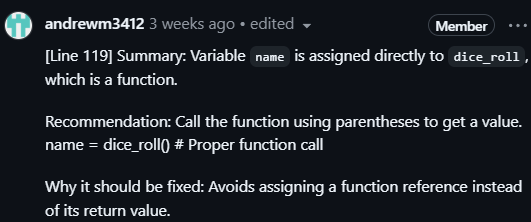 andrewm3412 3 weeks ago • edited Member
[Line 119] Summary: Variable name is assigned directly to dice_roll,
which is a function.
Recommendation: Call the function using parentheses to get a value.
name = dice_roll() # Proper function call
Why it should be fixed: Avoids assigning a function reference instead
of its return value.